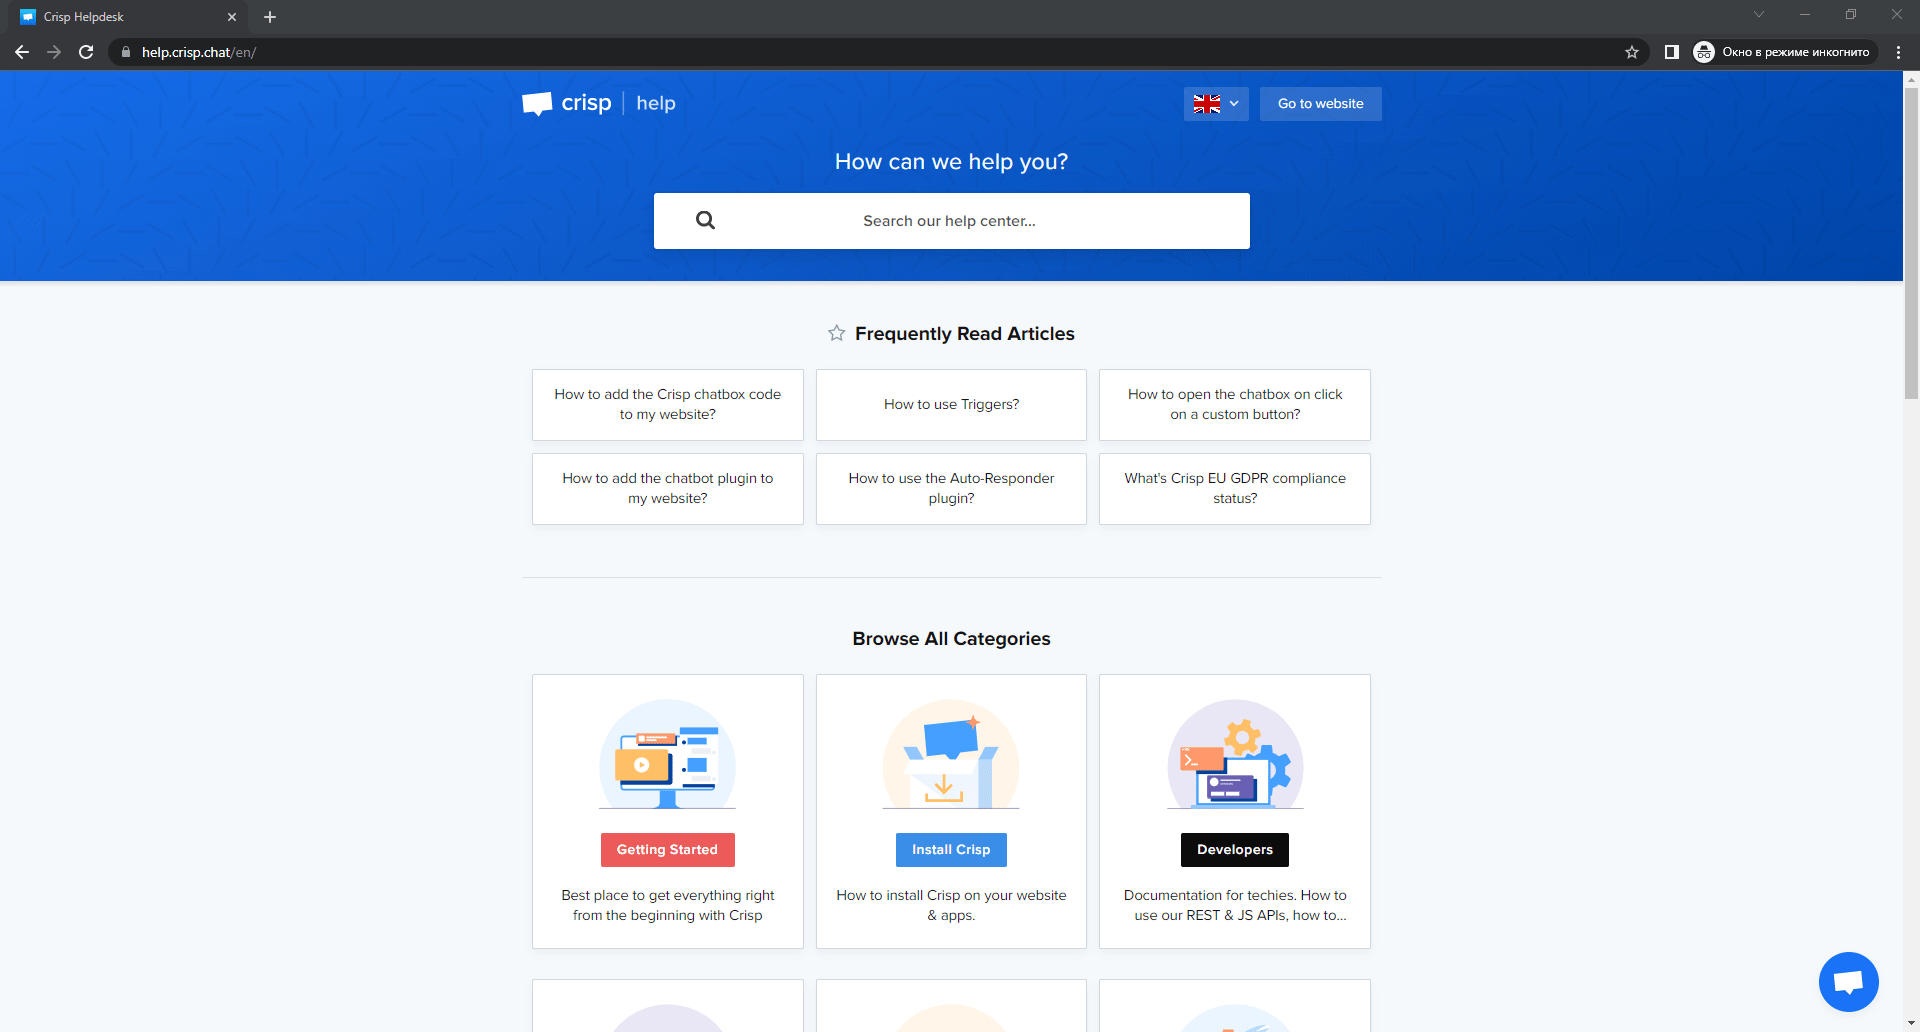 Crisp Helpdesk
help.crisp.chat/en/
Окно в режиме инкогнито
crisp help
Go to website
How can we help you?
Search our help center...
Frequently Read Articles
How to add the Crisp chatbox code
to my website?
How to use Triggers?
How to open the chatbox on click
on a custom button?
How to add the chatbot plugin to
my website?
How to use the Auto-Responder
plugin?
What's Crisp EU GDPR compliance
status?
Browse All Categories
Getting Started
Best place to get everything right
from the beginning with Crisp
Install Crisp
How to install Crisp on your website
& apps.
Developers
Documentation for techies. How to
use our REST & JS APIs, how to...